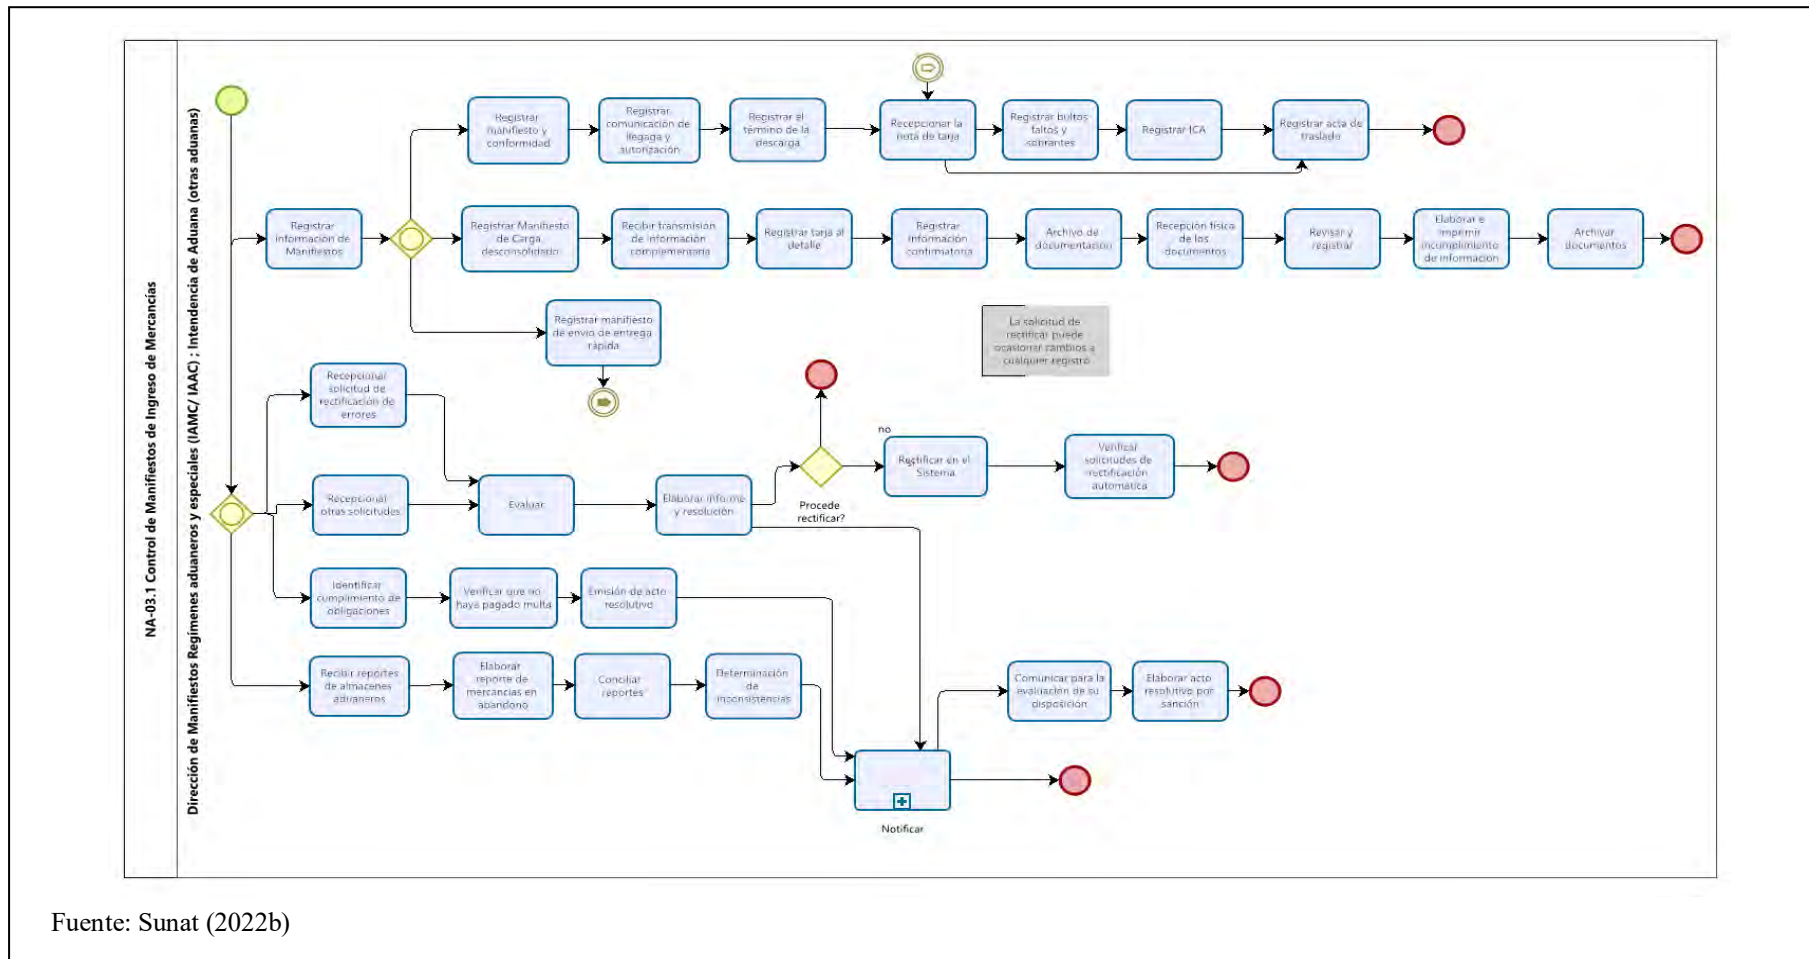 NA-03.1 Control de Manifiestos de Ingreso de Mercancías
Dirección de Manifiestos Regimenes aduaneros y especiales (IAMC/ IAAC) ; Intendencia de Aduana (otras aduanas)
Registrar
manifiesto y
conformidad
Registrar
comunicación de
llegaga y
autorización
Registrar el
término de la
descarga
Recepcionar la
nota de tarja
Registrar bultos
faltos y
sobrantes
Registrar ICA
Registrar acta de
traslado
Registrar
información de
Manifiestos
Registrar Manifiesto
de Carga
desconsolidado
Recibir transmisión
de información
complementaria
Registrar tarja al
detalle
Registrar
información
confirmatoria
Archivo de
documentación
Recepción física
de los
documentos
Revisar y
registrar
Elaborar e
imprimir
incumplimiento
de información
Archivar
documentos
Registrar manifiesto
de envío de entrega
rápida
La solicitud de
rectificar puede
ocasionar cambios a
cualquier registro
Recepcionar
solicitud de
rectificación de
errores
Recepcionar
otras solicitudes
Evaluar
Elaborar informe
y resolución
no
Procede
rectificar?
Rectificar en el
Sistema
Verificar
solicitudes de
rectificación
automática
Identificar
cumplimiento de
obligaciones
Verificar que no
haya pagado multa
Emisión de acto
resolutivo
Recibir reportes
de almacenes
aduaneros
Elaborar
reporte de
mercancías en
abandono
Conciliar
reportes
Determinación
de
inconsistencias
Comunicar para la
evaluación de su
disposición
Elaborar acto
resolutivo por
sanción
Notificar
Fuente: Sunat (2022b)